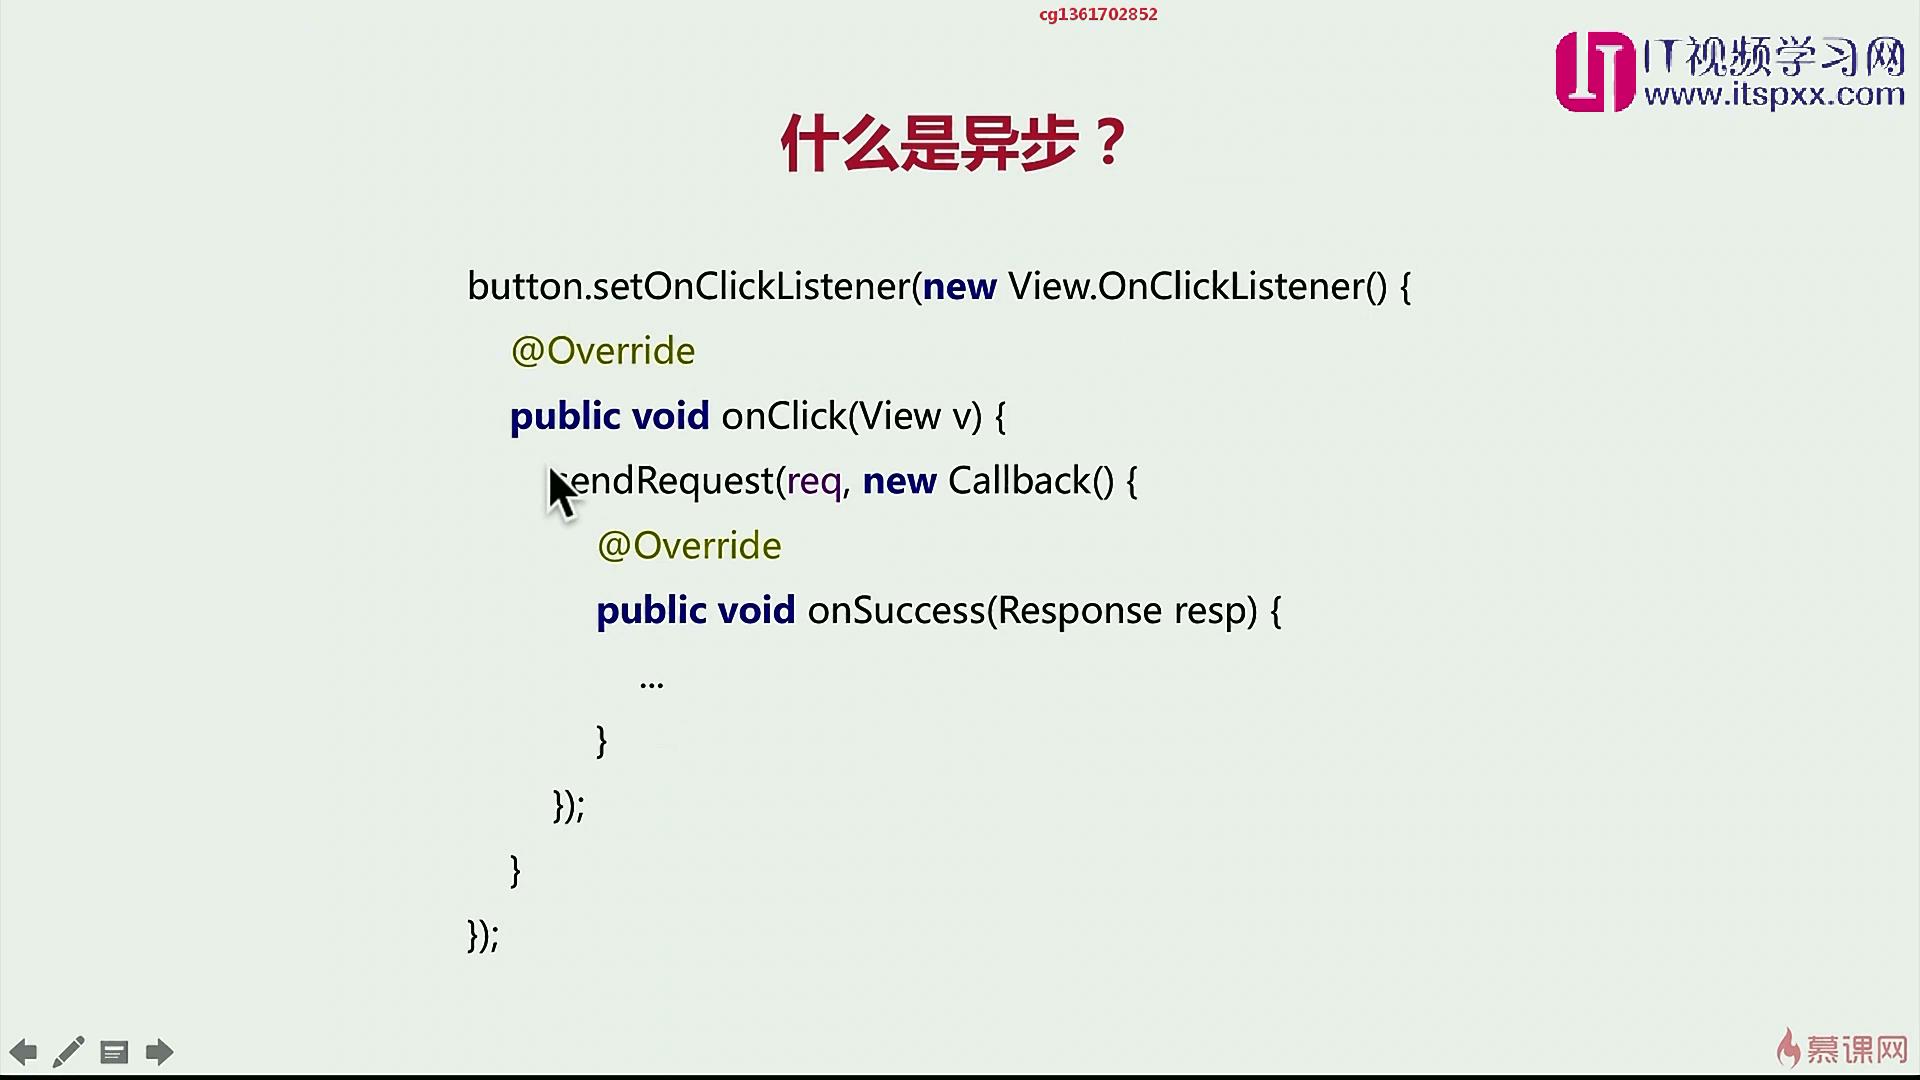 cg1361702852
IT视频学习网
www.itspxx.com
什么是异步？
button.setOnClickListener(new View.OnClickListener() {
@Override
public void onClick(View v) {
sendRequest(req, new Callback() {
@Override
public void onSuccess(Response resp) {
...
}
});
}
});
慕课网